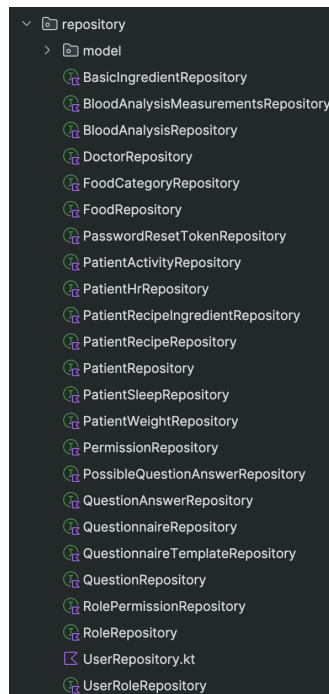 repository
model
BasicIngredientRepository
BloodAnalysisMeasurementsRepository
BloodAnalysisRepository
DoctorRepository
FoodCategoryRepository
FoodRepository
PasswordResetTokenRepository
PatientActivityRepository
PatientHrRepository
PatientRecipeIngredientRepository
PatientRecipeRepository
PatientRepository
PatientSleepRepository
PatientWeightRepository
PermissionRepository
PossibleQuestionAnswerRepository
QuestionAnswerRepository
QuestionnaireRepository
QuestionnaireTemplateRepository
QuestionRepository
RolePermissionRepository
RoleRepository
UserRepository.kt
UserRoleRepository